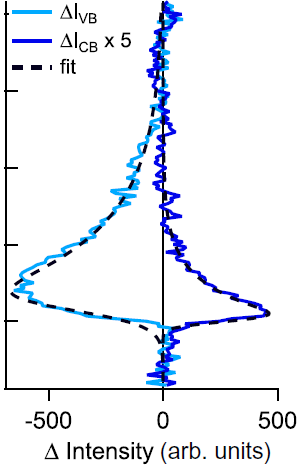 ΔI_VB
ΔI_CB x 5
fit
-500 0 500
Δ Intensity (arb. units)